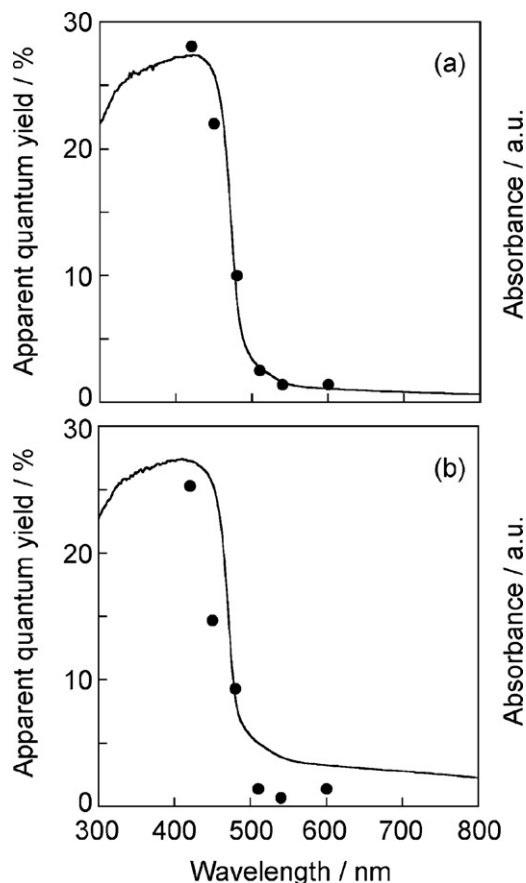 30
20
10
0
Apparent quantum yield / %
(a)
Absorbance / a.u.
30
20
10
0
Apparent quantum yield / %
(b)
Absorbance / a.u.
300 400 500 600 700 800
Wavelength / nm